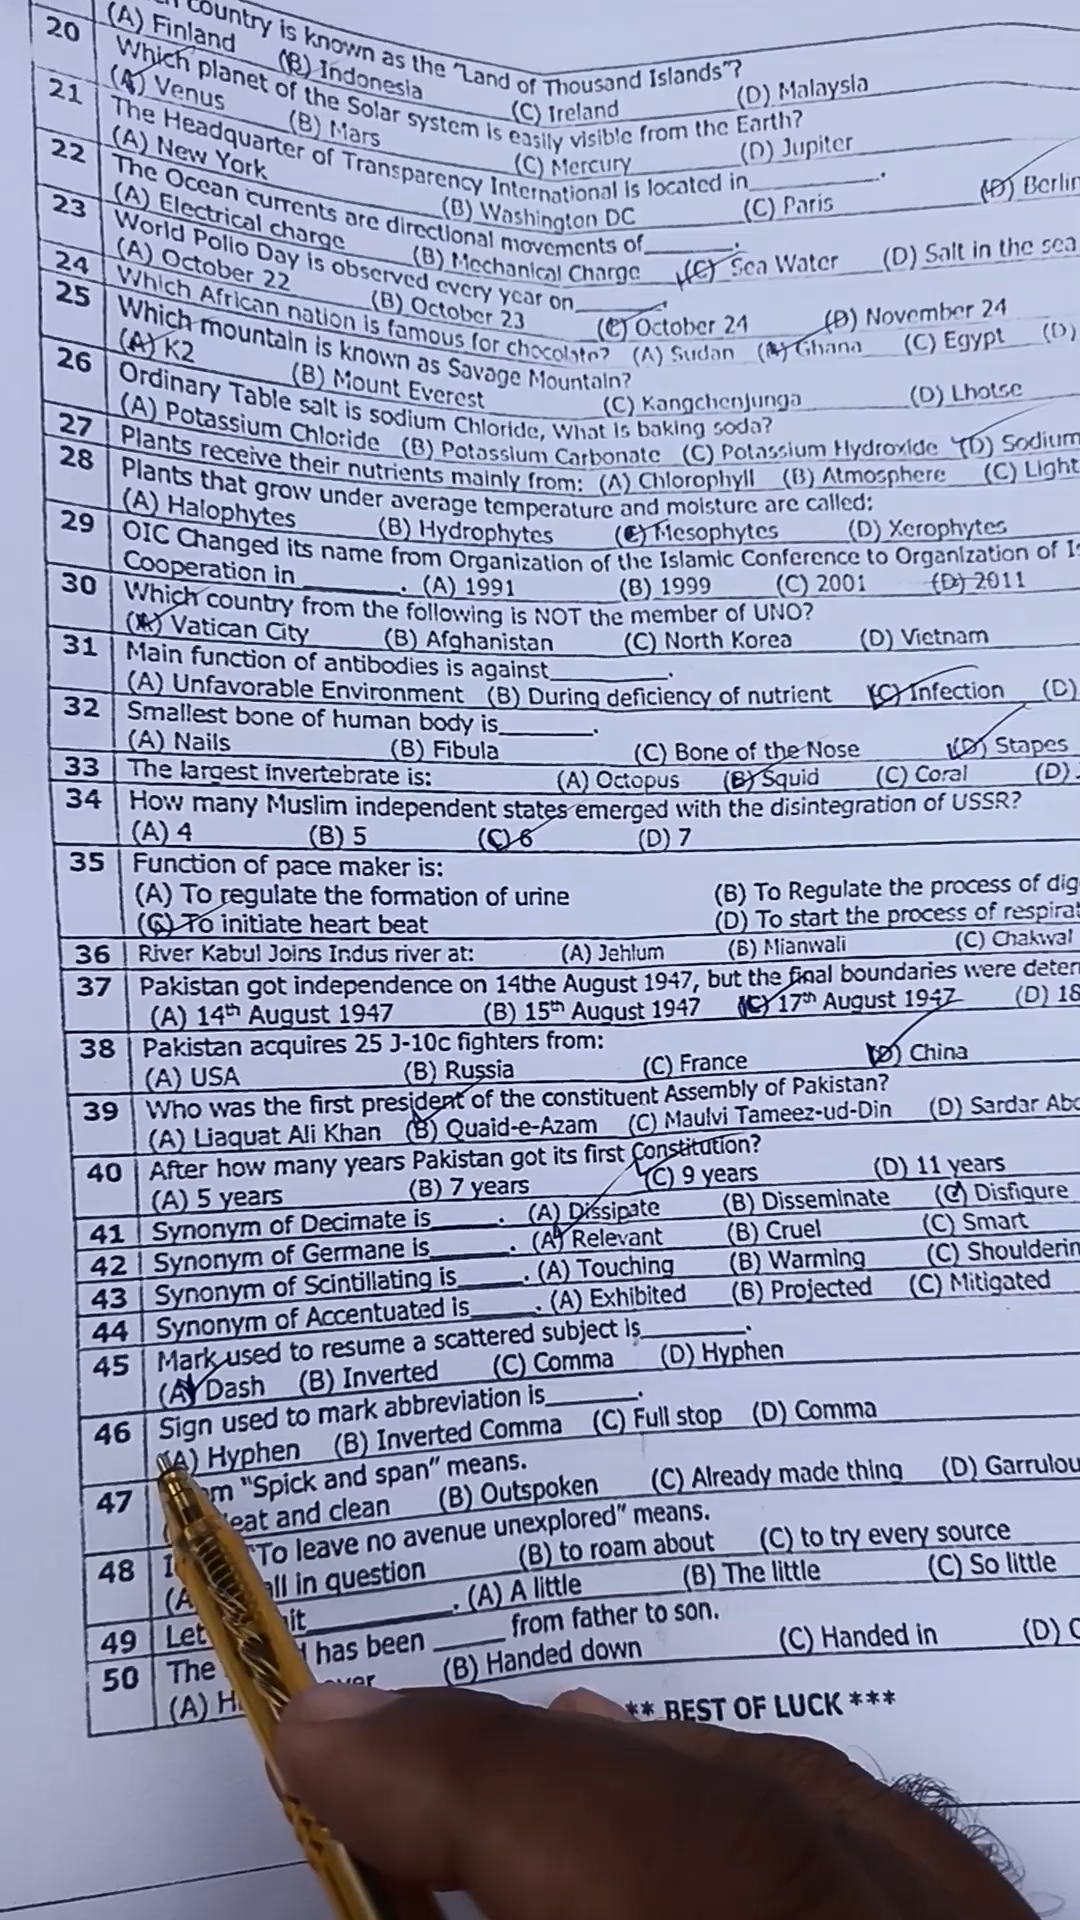 country is known as the "Land of Thousand Islands"?
(A) Finland (B) Indonesia (C) Ireland (D) Malaysia
20 Which planet of the Solar system is easily visible from the Earth?
(A) Venus (B) Mars (C) Mercury (D) Jupiter
21 The Headquarter of Transparency International is located in________.
(A) New York (B) Washington DC (C) Paris (D) Berlin
22 The Ocean currents are directional movements of________.
(A) Electrical charge (B) Mechanical Charge (C) Sea Water (D) Salt in the sea
23 World Polio Day is observed every year on________.
(A) October 22 (B) October 23 (C) October 24 (D) November 24
24 Which African nation is famous for chocolate? (A) Sudan Ghana (C) Egypt (D)
25 Which mountain is known as Savage Mountain?
(A) K2 (B) Mount Everest (C) Kangchenjunga (D) Lhotse
26 Ordinary Table salt is sodium Chloride, What is baking soda?
(A) Potassium Chloride (B) Potassium Carbonate (C) Potassium Hydroxide (D) Sodium
27 Plants receive their nutrients mainly from: (A) Chlorophyll (B) Atmosphere (C) Light
28 Plants that grow under average temperature and moisture are called:
(A) Halophytes (B) Hydrophytes (C) Mesophytes (D) Xerophytes
29 OIC Changed its name from Organization of the Islamic Conference to Organization of
Cooperation in ________. (A) 1991 (B) 1999 (C) 2001 (D) 2011
30 Which country from the following is NOT the member of UNO?
(A) Vatican City (B) Afghanistan (C) North Korea (D) Vietnam
31 Main function of antibodies is against________.
(A) Unfavorable Environment (B) During deficiency of nutrient (C) Infection (D)
32 Smallest bone of human body is________.
(A) Nails (B) Fibula (C) Bone of the Nose (D) Stapes
33 The largest invertebrate is: (A) Octopus (B) Squid (C) Coral (D)
34 How many Muslim independent states emerged with the disintegration of USSR?
(A) 4 (B) 5 (C) 6 (D) 7
35 Function of pace maker is:
(A) To regulate the formation of urine (B) To Regulate the process of dig
(C) To initiate heart beat (D) To start the process of respirat
36 River Kabul Joins Indus river at: (A) Jehlum (B) Mianwali (C) Chakwal
37 Pakistan got independence on 14the August 1947, but the final boundaries were deter
(A) 14th August 1947 (B) 15th August 1947 (C) 17th August 1947 (D) 18
38 Pakistan acquires 25 J-10c fighters from:
(A) USA (B) Russia (C) France (D) China
39 Who was the first president of the constituent Assembly of Pakistan?
(A) Liaquat Ali Khan (B) Quaid-e-Azam (C) Maulvi Tameez-ud-Din (D) Sardar Abd
40 After how many years Pakistan got its first Constitution?
(A) 5 years (B) 7 years (C) 9 years (D) 11 years
41 Synonym of Decimate is______. (A) Dissipate (B) Disseminate (C) Disfigure
42 Synonym of Germane is______. (A) Relevant (B) Cruel (C) Smart
43 Synonym of Scintillating is______. (A) Touching (B) Warming (C) Shoulderin
44 Synonym of Accentuated is______. (A) Exhibited (B) Projected (C) Mitigated
45 Mark used to resume a scattered subject is________.
(A) Dash (B) Inverted (C) Comma (D) Hyphen
46 Sign used to mark abbreviation is________.
(A) Hyphen (B) Inverted Comma (C) Full stop (D) Comma
47 "Spick and span" means.
eat and clean (B) Outspoken (C) Already made thing (D) Garrulou
48 "To leave no avenue unexplored" means.
(A all in question (B) to roam about (C) to try every source
49 Let it________. (A) A little (B) The little (C) So little
50 The has been ______ from father to son.
(A) H (B) Handed down (C) Handed in (D)
** BEST OF LUCK ***